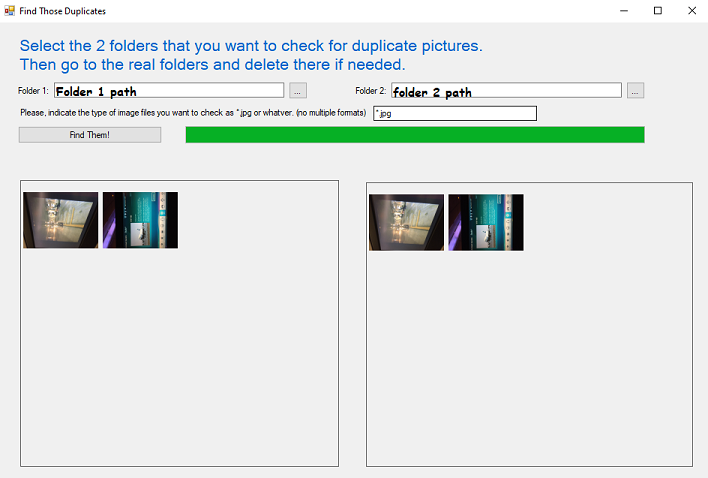 Find Those Duplicates
Select the 2 folders that you want to check for duplicate pictures.
Then go to the real folders and delete there if needed.
Folder 1: Folder 1 path ... Folder 2: folder 2 path ...
Please, indicate the type of image files you want to check as *.jpg or whatver. (no multiple formats) *.jpg
Find Them!